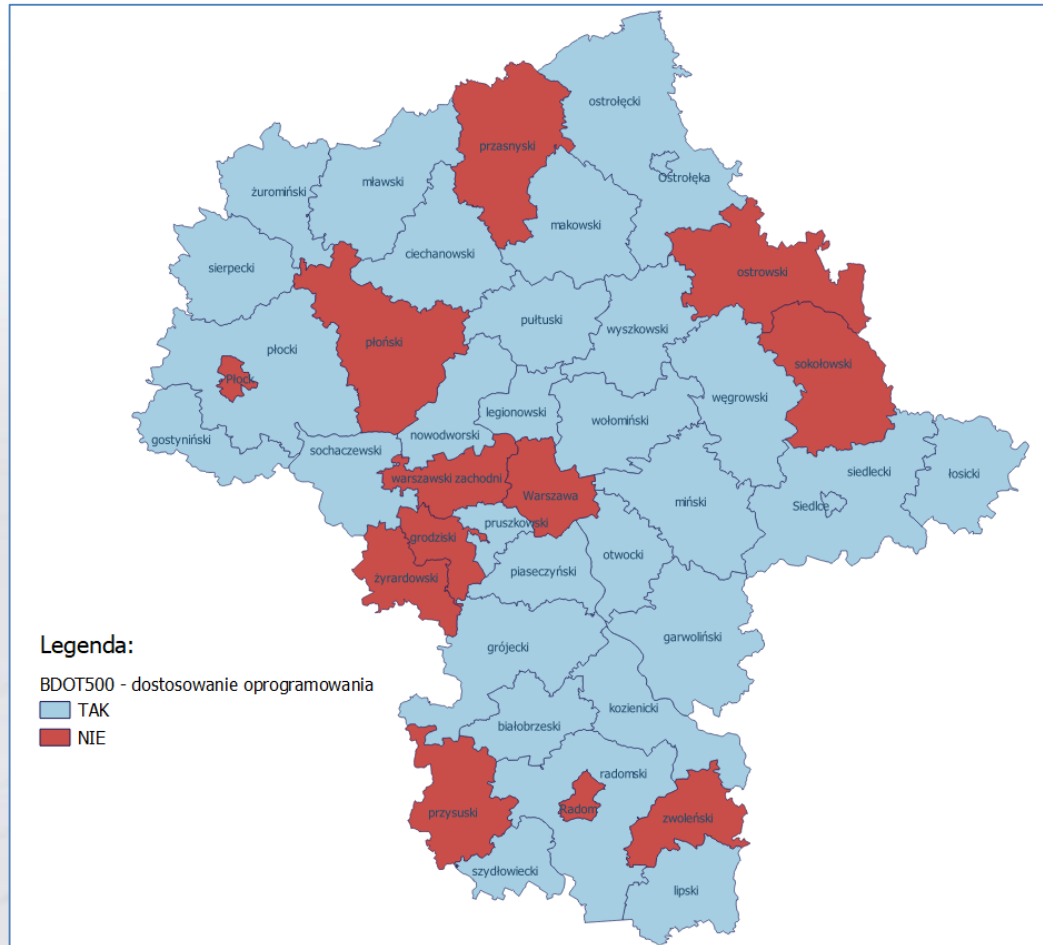 ostrołęcki
przasnyski
Ostrołęka
mławski
żuromiński
makowski
ciechanowski
sierpecki
ostrowski
pułtuski
wyszkowski
płoński
płocki
sokołowski
Płock
węgrowski
legionowski
wołomiński
gostyniński
nowodworski
sochaczewski
siedlecki
łosicki
warszawski zachodni
Warszawa
miński
Siedlce
pruszkowski
grodziski
otwocki
piaseczyński
żyrardowski
garwoliński
Legenda:
grójecki
BDOT500 - dostosowanie oprogramowania
TAK
kozienicki
białobrzeski
NIE
radomski
przysuski
Radom
zwoleński
szydłowiecki
lipski